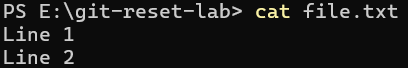 PS E:\git-reset-lab> cat file.txt
Line 1
Line 2